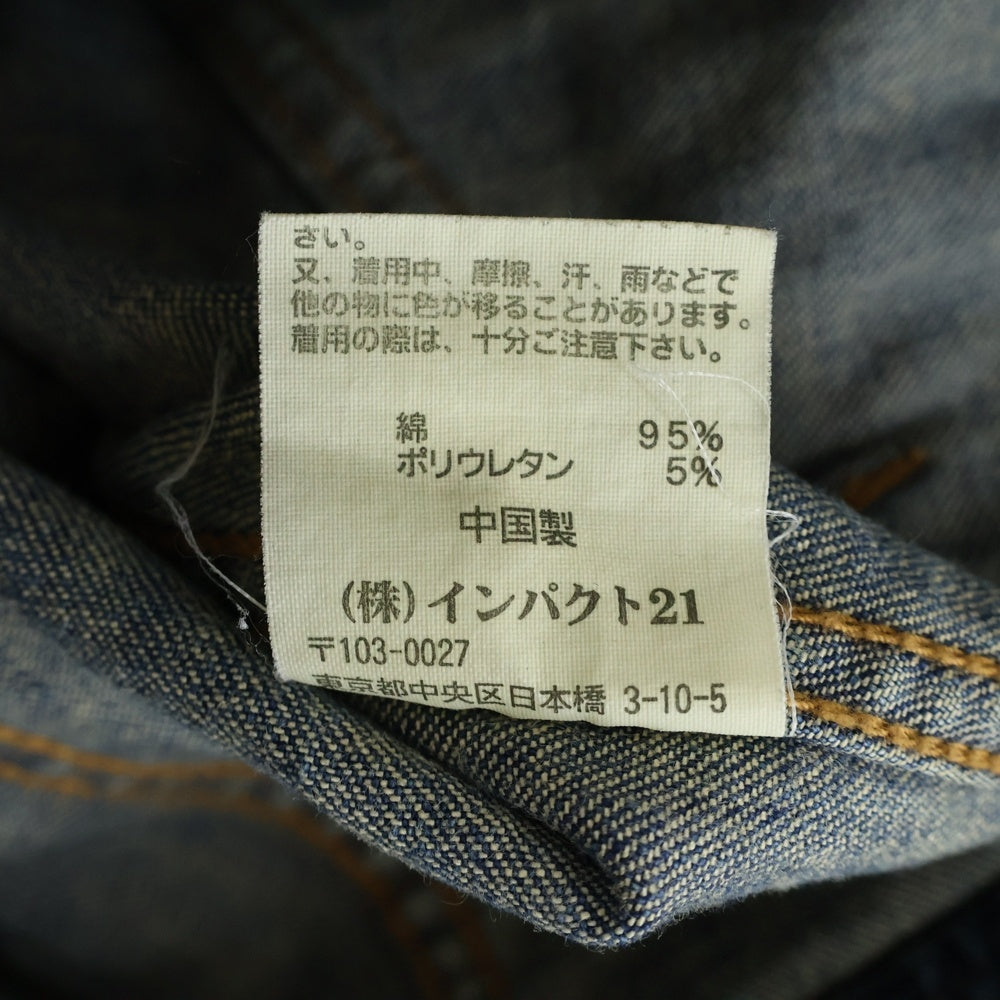 さい。
又、着用中、摩擦、汗、雨などで
他の物に色が移ることがあります。
着用の際は、十分ご注意下さい。
綿 95%
ポリウレタン 5%
中国製
(株)インパクト21
〒103-0027
東京都中央区日本橋 3-10-5